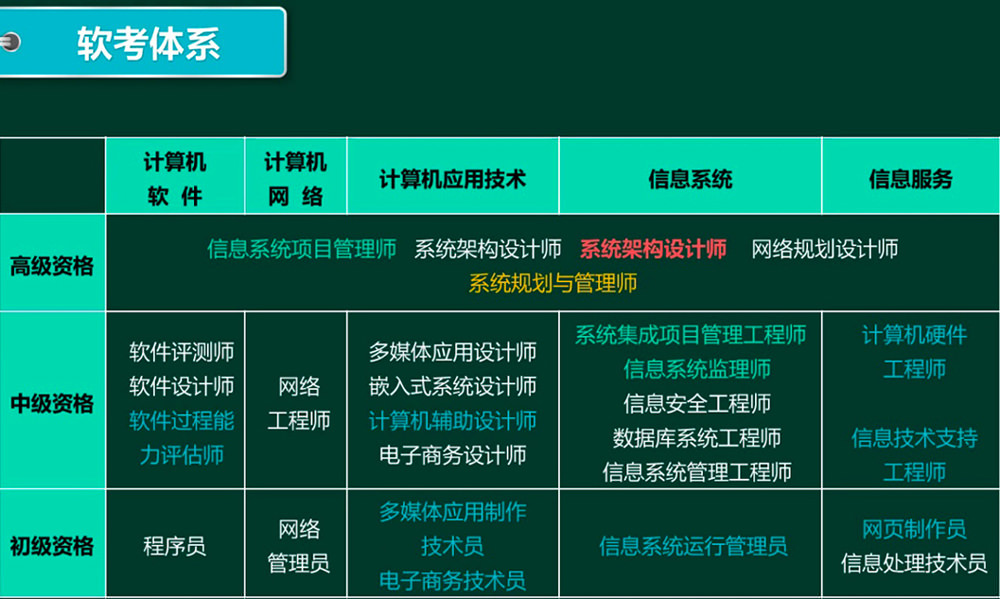 软考体系
计算机
软 件
计算机
网 络
计算机应用技术
信息系统
信息服务
高级资格
信息系统项目管理师 系统架构设计师 系统架构设计师 网络规划设计师
系统规划与管理师
中级资格
软件评测师
软件设计师
软件过程能
力评估师
网络
工程师
多媒体应用设计师
嵌入式系统设计师
计算机辅助设计师
电子商务设计师
系统集成项目管理工程师
信息系统监理师
信息安全工程师
数据库系统工程师
信息系统管理工程师
计算机硬件
工程师
信息技术支持
工程师
初级资格
程序员
网络
管理员
多媒体应用制作
技术员
电子商务技术员
信息系统运行管理员
网页制作员
信息处理技术员